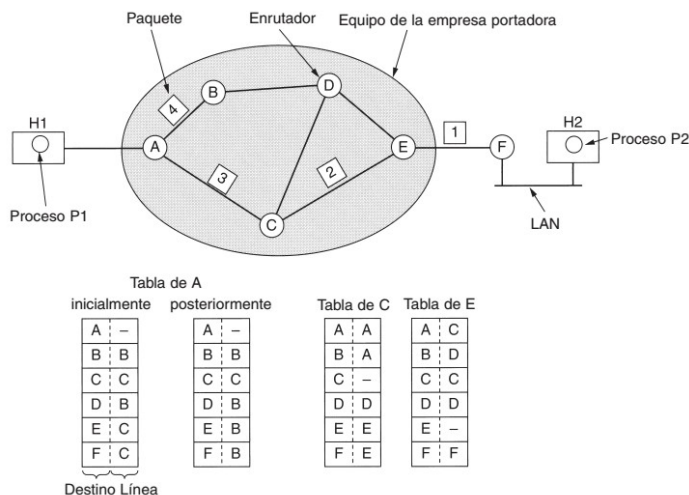 Paquete
Enrutador
Equipo de la empresa portadora
B
D
4
1
H1
H2
A
E
F
Proceso P2
3
2
Proceso P1
C
LAN
Tabla de A
inicialmente posteriormente
Tabla de C
Tabla de E
A – A – A A A C
B B B B B A B D
C C C C C – C C
D B D B D D D D
E C E B E E E –
F C F B F E F F
Destino Línea